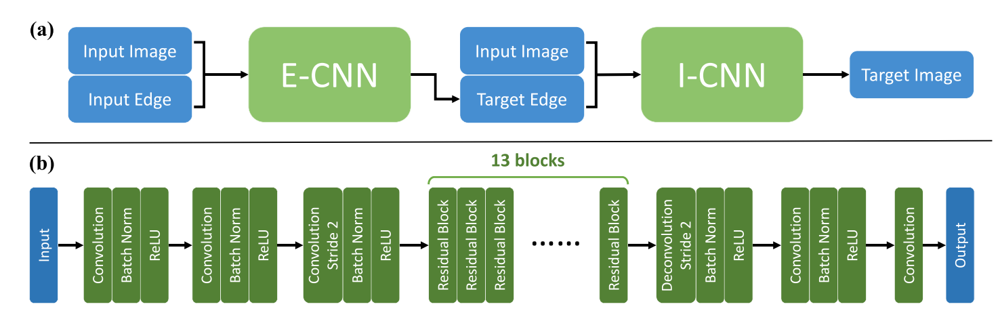 (a)
Input Image
Input Edge
E-CNN
Input Image
Target Edge
I-CNN
Target Image
(b)
13 blocks
Input
Convolution
Batch Norm
ReLU
Convolution
Batch Norm
ReLU
Convolution
Stride 2
Batch Norm
ReLU
Residual Block
Residual Block
Residual Block
......
Residual Block
Deconvolution
Stride 2
Batch Norm
ReLU
Convolution
Batch Norm
ReLU
Convolution
Output